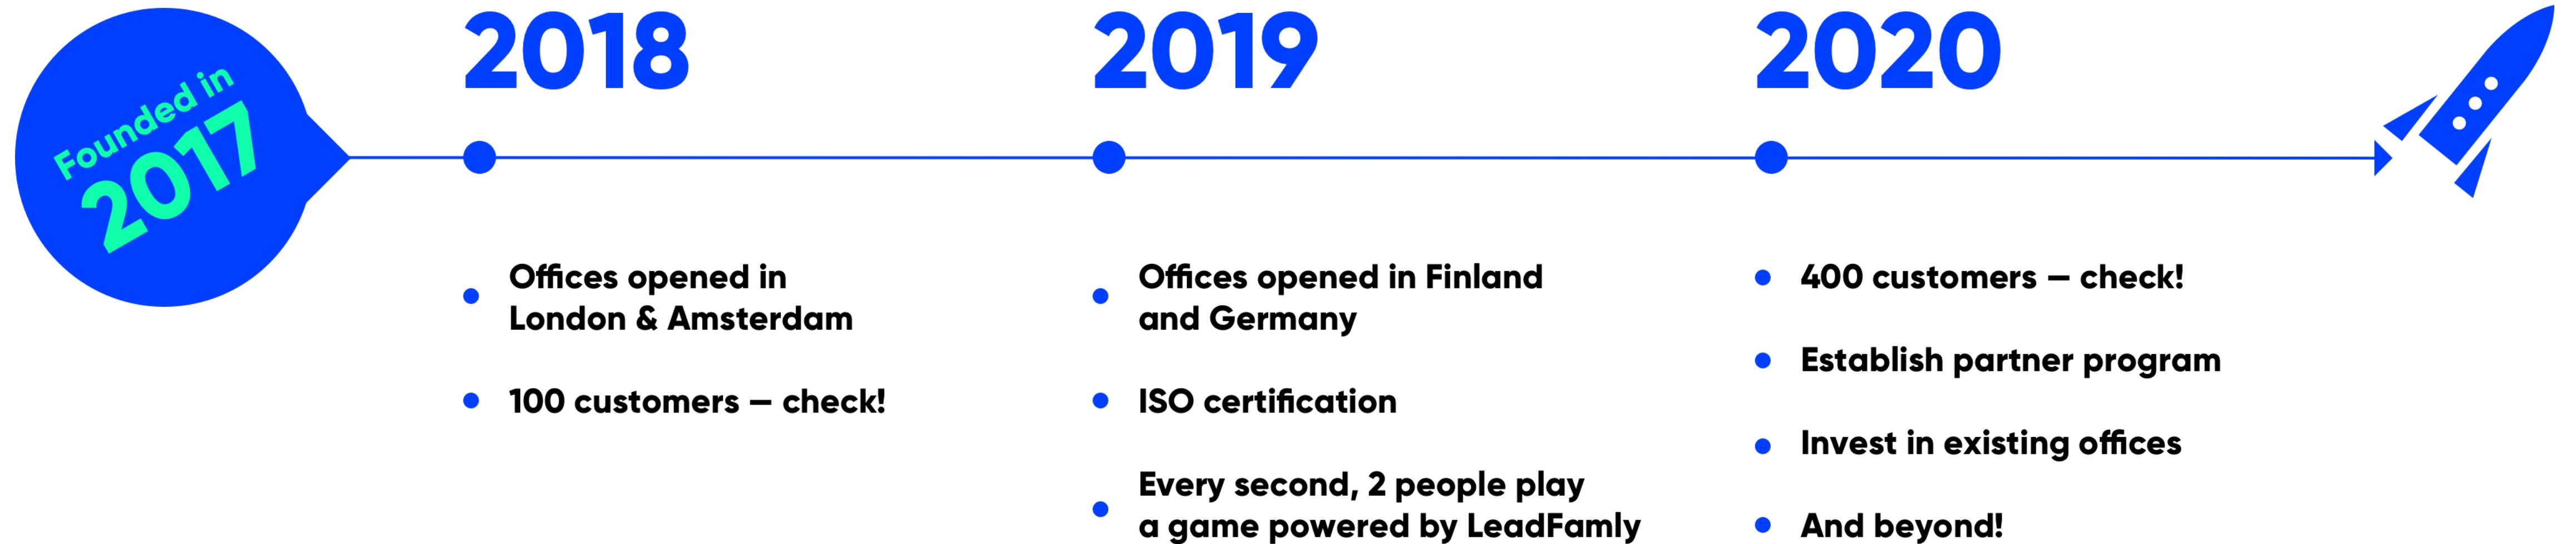 Founded in
2017
2018
Offices opened in
London & Amsterdam
100 customers — check!
2019
Offices opened in Finland
and Germany
ISO certification
Every second, 2 people play
a game powered by LeadFamly
2020
400 customers — check!
Establish partner program
Invest in existing offices
And beyond!